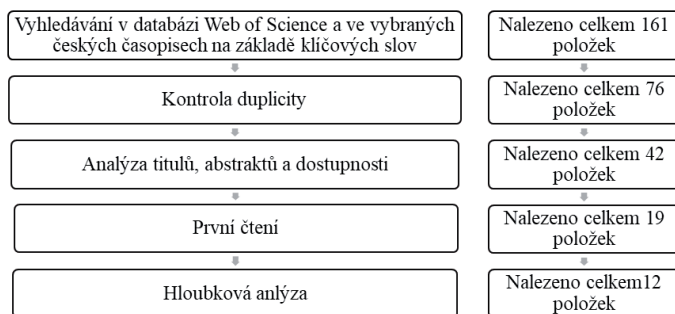 Vyhledávání v databázi Web of Science a ve vybraných
českých časopisech na základě klíčových slov
Nalezeno celkem 161
položek
Kontrola duplicity
Nalezeno celkem 76
položek
Analýza titulů, abstraktů a dostupnosti
Nalezeno celkem 42
položek
První čtení
Nalezeno celkem 19
položek
Hloubková anlýza
Nalezeno celkem12
položek